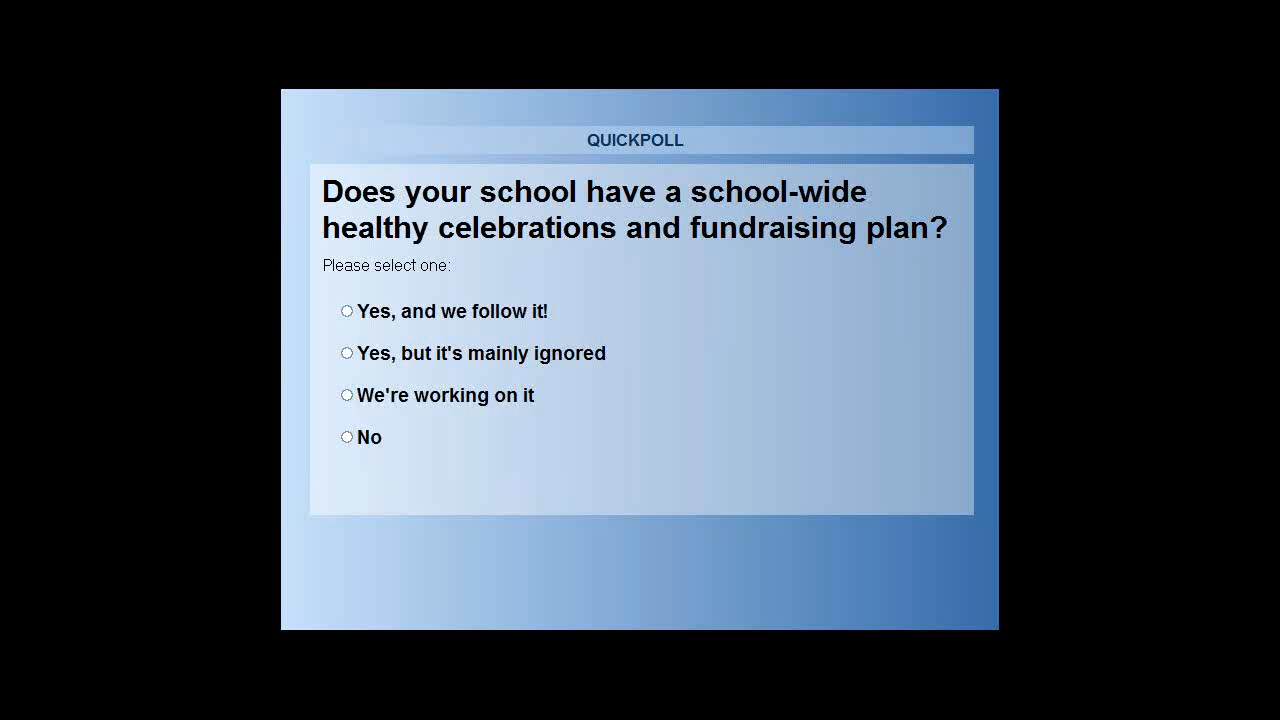 QUICKPOLL
Does your school have a school-wide
healthy celebrations and fundraising plan?
Please select one:
Yes, and we follow it!
Yes, but it's mainly ignored
We're working on it
No